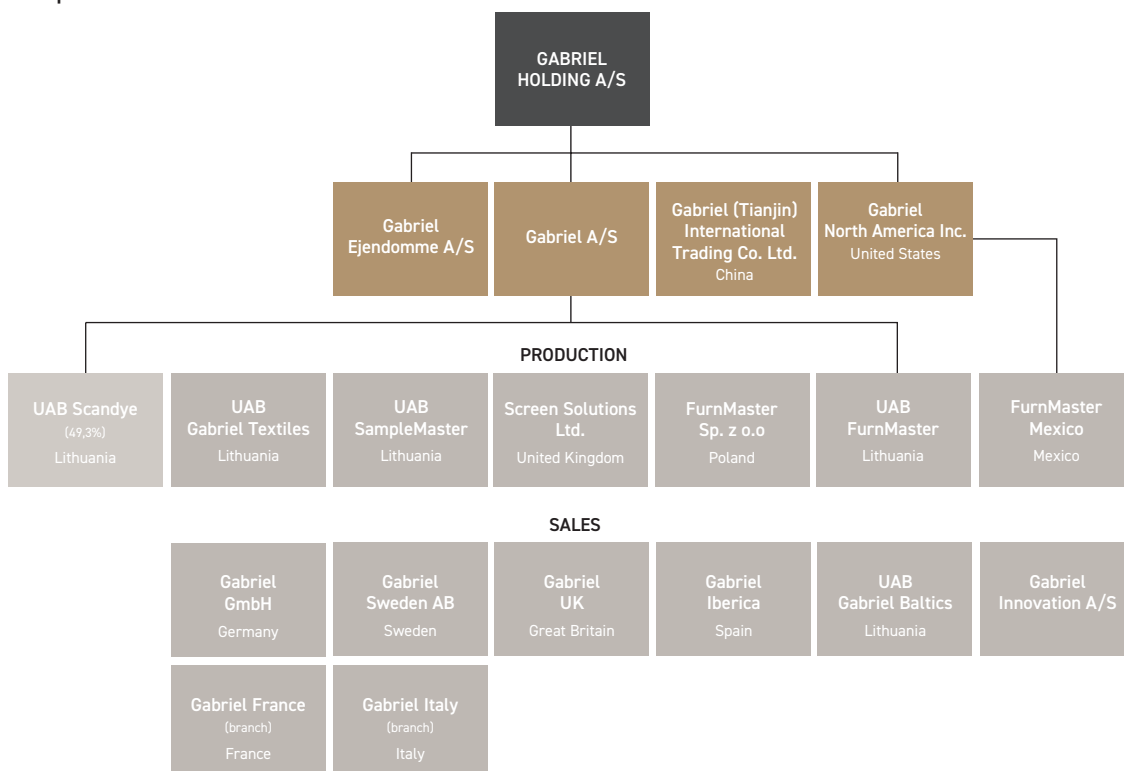 GABRIEL
HOLDING A/S
Gabriel
Ejendomme A/S
Gabriel A/S
Gabriel (Tianjin)
International
Trading Co. Ltd.
China
Gabriel
North America Inc.
United States
PRODUCTION
UAB Scandye
(49,3%)
Lithuania
UAB
Gabriel Textiles
Lithuania
UAB
SampleMaster
Lithuania
Screen Solutions
Ltd.
United Kingdom
FurnMaster
Sp. z o.o
Poland
UAB
FurnMaster
Lithuania
FurnMaster
Mexico
Mexico
SALES
Gabriel
GmbH
Germany
Gabriel
Sweden AB
Sweden
Gabriel
UK
Great Britain
Gabriel
Iberica
Spain
UAB
Gabriel Baltics
Lithuania
Gabriel
Innovation A/S
Gabriel France
(branch)
France
Gabriel Italy
(branch)
Italy